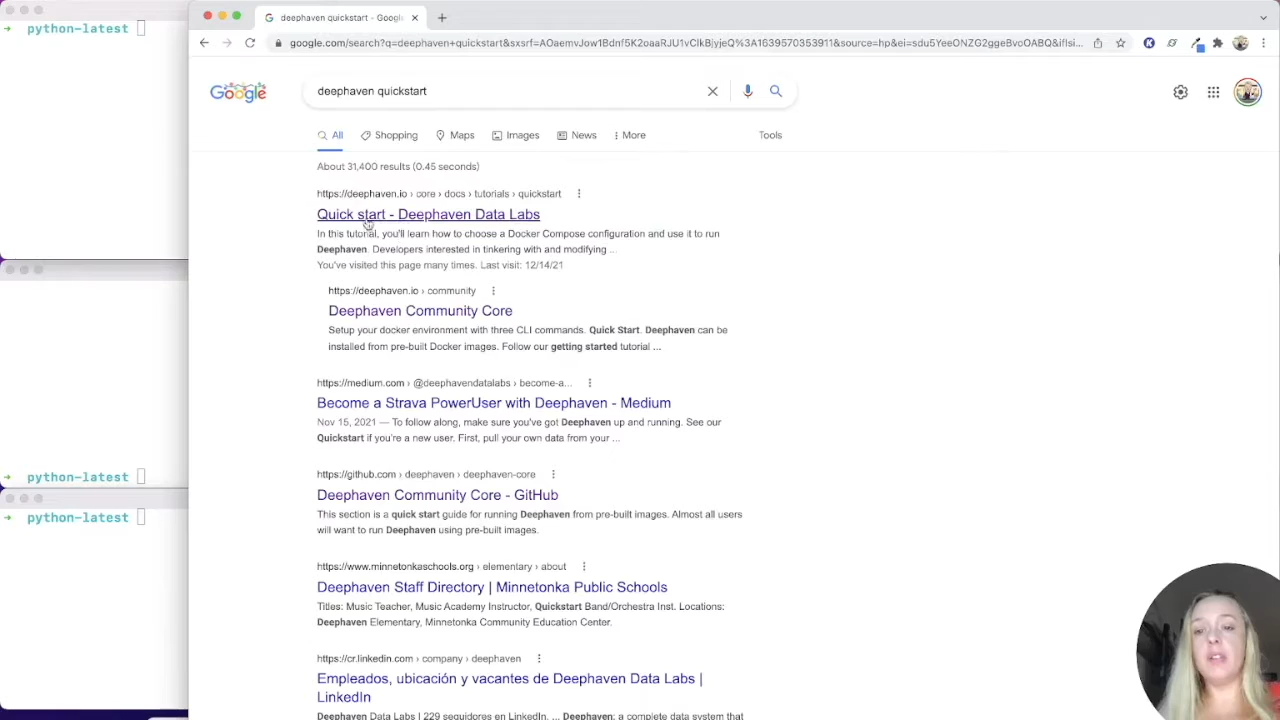 python-latest
python-latest
python-latest
deephaven quickstart - Googl
google.com/search?q=deephaven+quickstart&sxsrf=AOaemvJow1Bdnf5K2oaaRJU1vClkBjyjeQ%3A1639570353911&source=hp&ei=sdu5YeeONZG2ggeBvoOABQ&iflsi...
Google
deephaven quickstart
All Shopping Maps Images News More Tools
About 31,400 results (0.45 seconds)
https://deephaven.io › core › docs › tutorials › quickstart
Quick start - Deephaven Data Labs
In this tutorial, you'll learn how to choose a Docker Compose configuration and use it to run
Deephaven. Developers interested in tinkering with and modifying ...
You've visited this page many times. Last visit: 12/14/21
https://deephaven.io › community
Deephaven Community Core
Setup your docker environment with three CLI commands. Quick Start. Deephaven can be
installed from pre-built Docker images. Follow our getting started tutorial ...
https://medium.com › @deephavendatalabs › become-a...
Become a Strava PowerUser with Deephaven - Medium
Nov 15, 2021 — To follow along, make sure you've got Deephaven up and running. See our
Quickstart if you're a new user. First, pull your own data from your ...
https://github.com › deephaven › deephaven-core
Deephaven Community Core - GitHub
This section is a quick start guide for running Deephaven from pre-built images. Almost all users
will want to run Deephaven using pre-built images.
https://www.minnetonkaschools.org › elementary › about
Deephaven Staff Directory | Minnetonka Public Schools
Titles: Music Teacher, Music Academy Instructor, Quickstart Band/Orchestra Inst. Locations:
Deephaven Elementary, Minnetonka Community Education Center.
https://cr.linkedin.com › company › deephaven
Empleados, ubicación y vacantes de Deephaven Data Labs |
LinkedIn
Deephaven Data Labs | 229 seguidores en LinkedIn. ... Deephaven: a complete data system that